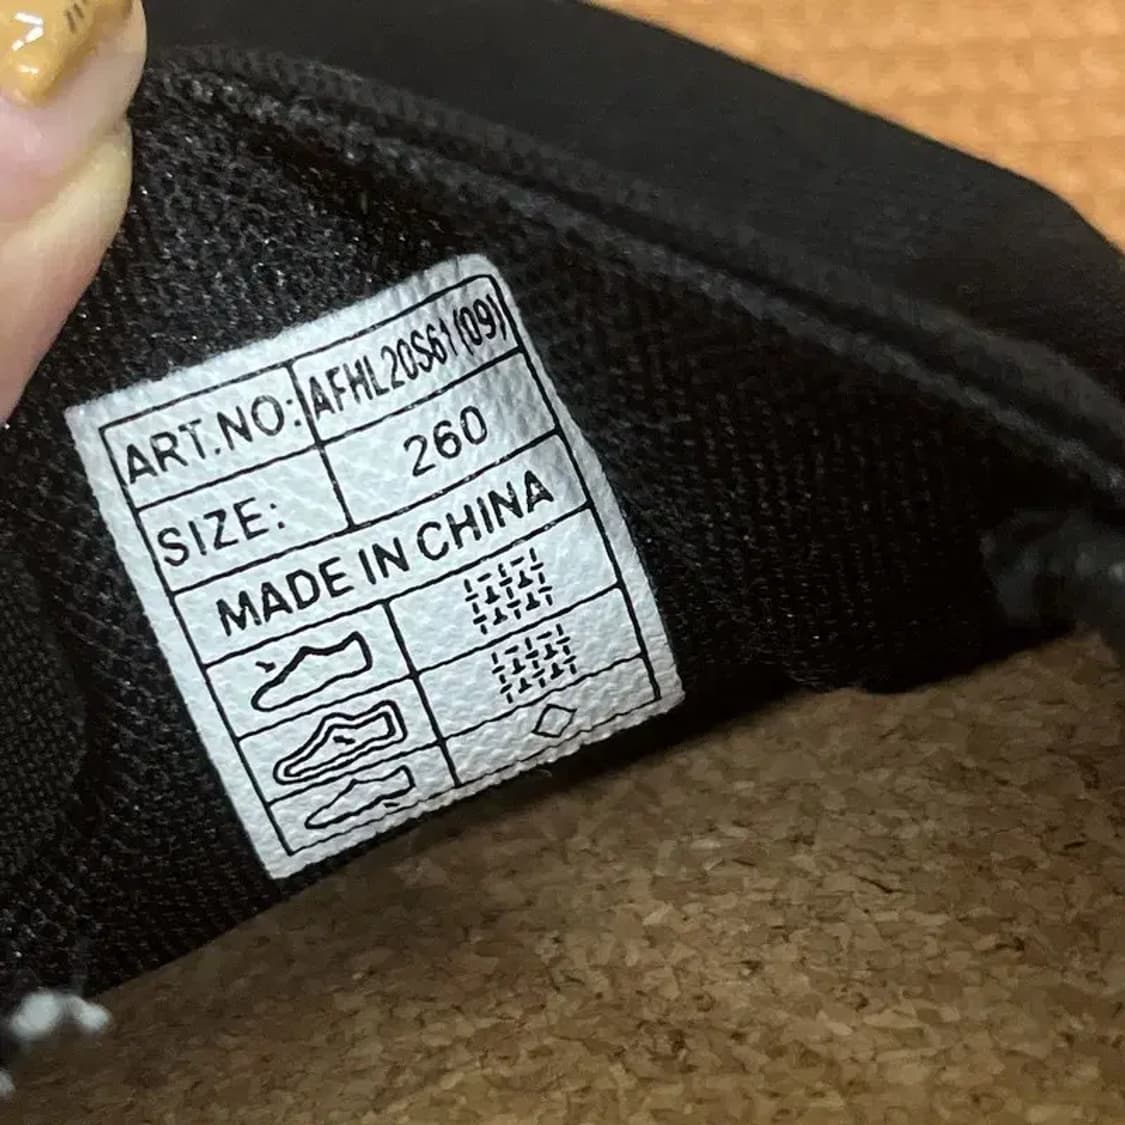 ART.NO: AFHL20S61(09)
SIZE: 260
MADE IN CHINA